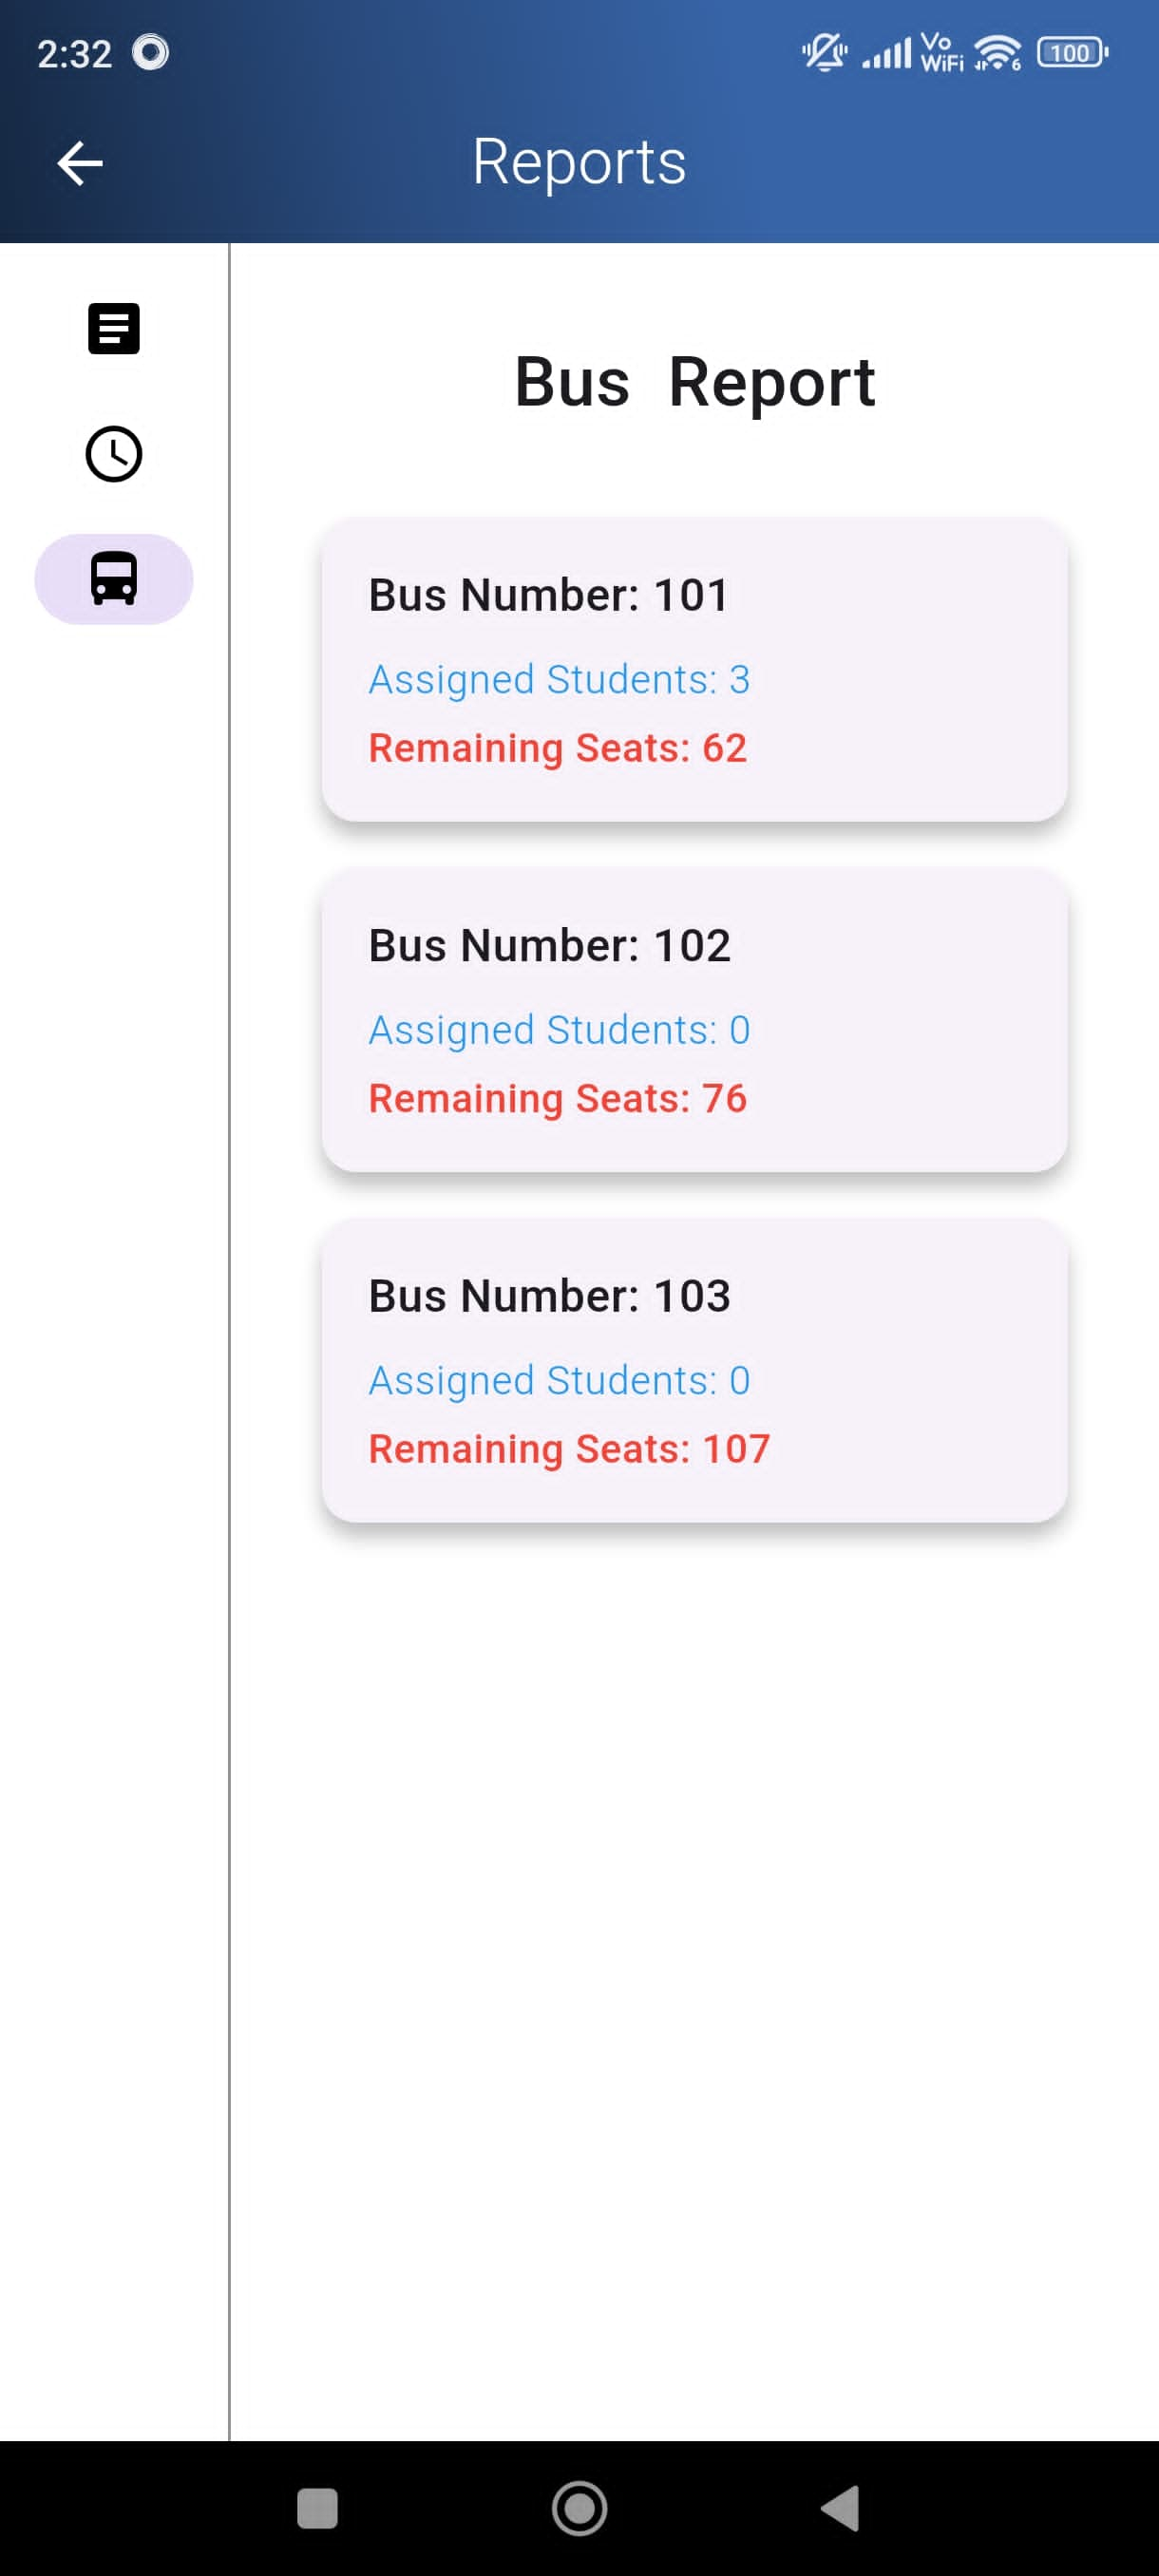 2:32
Vo
WiFi
6
100
Reports
Bus Report
Bus Number: 101
Assigned Students: 3
Remaining Seats: 62
Bus Number: 102
Assigned Students: 0
Remaining Seats: 76
Bus Number: 103
Assigned Students: 0
Remaining Seats: 107